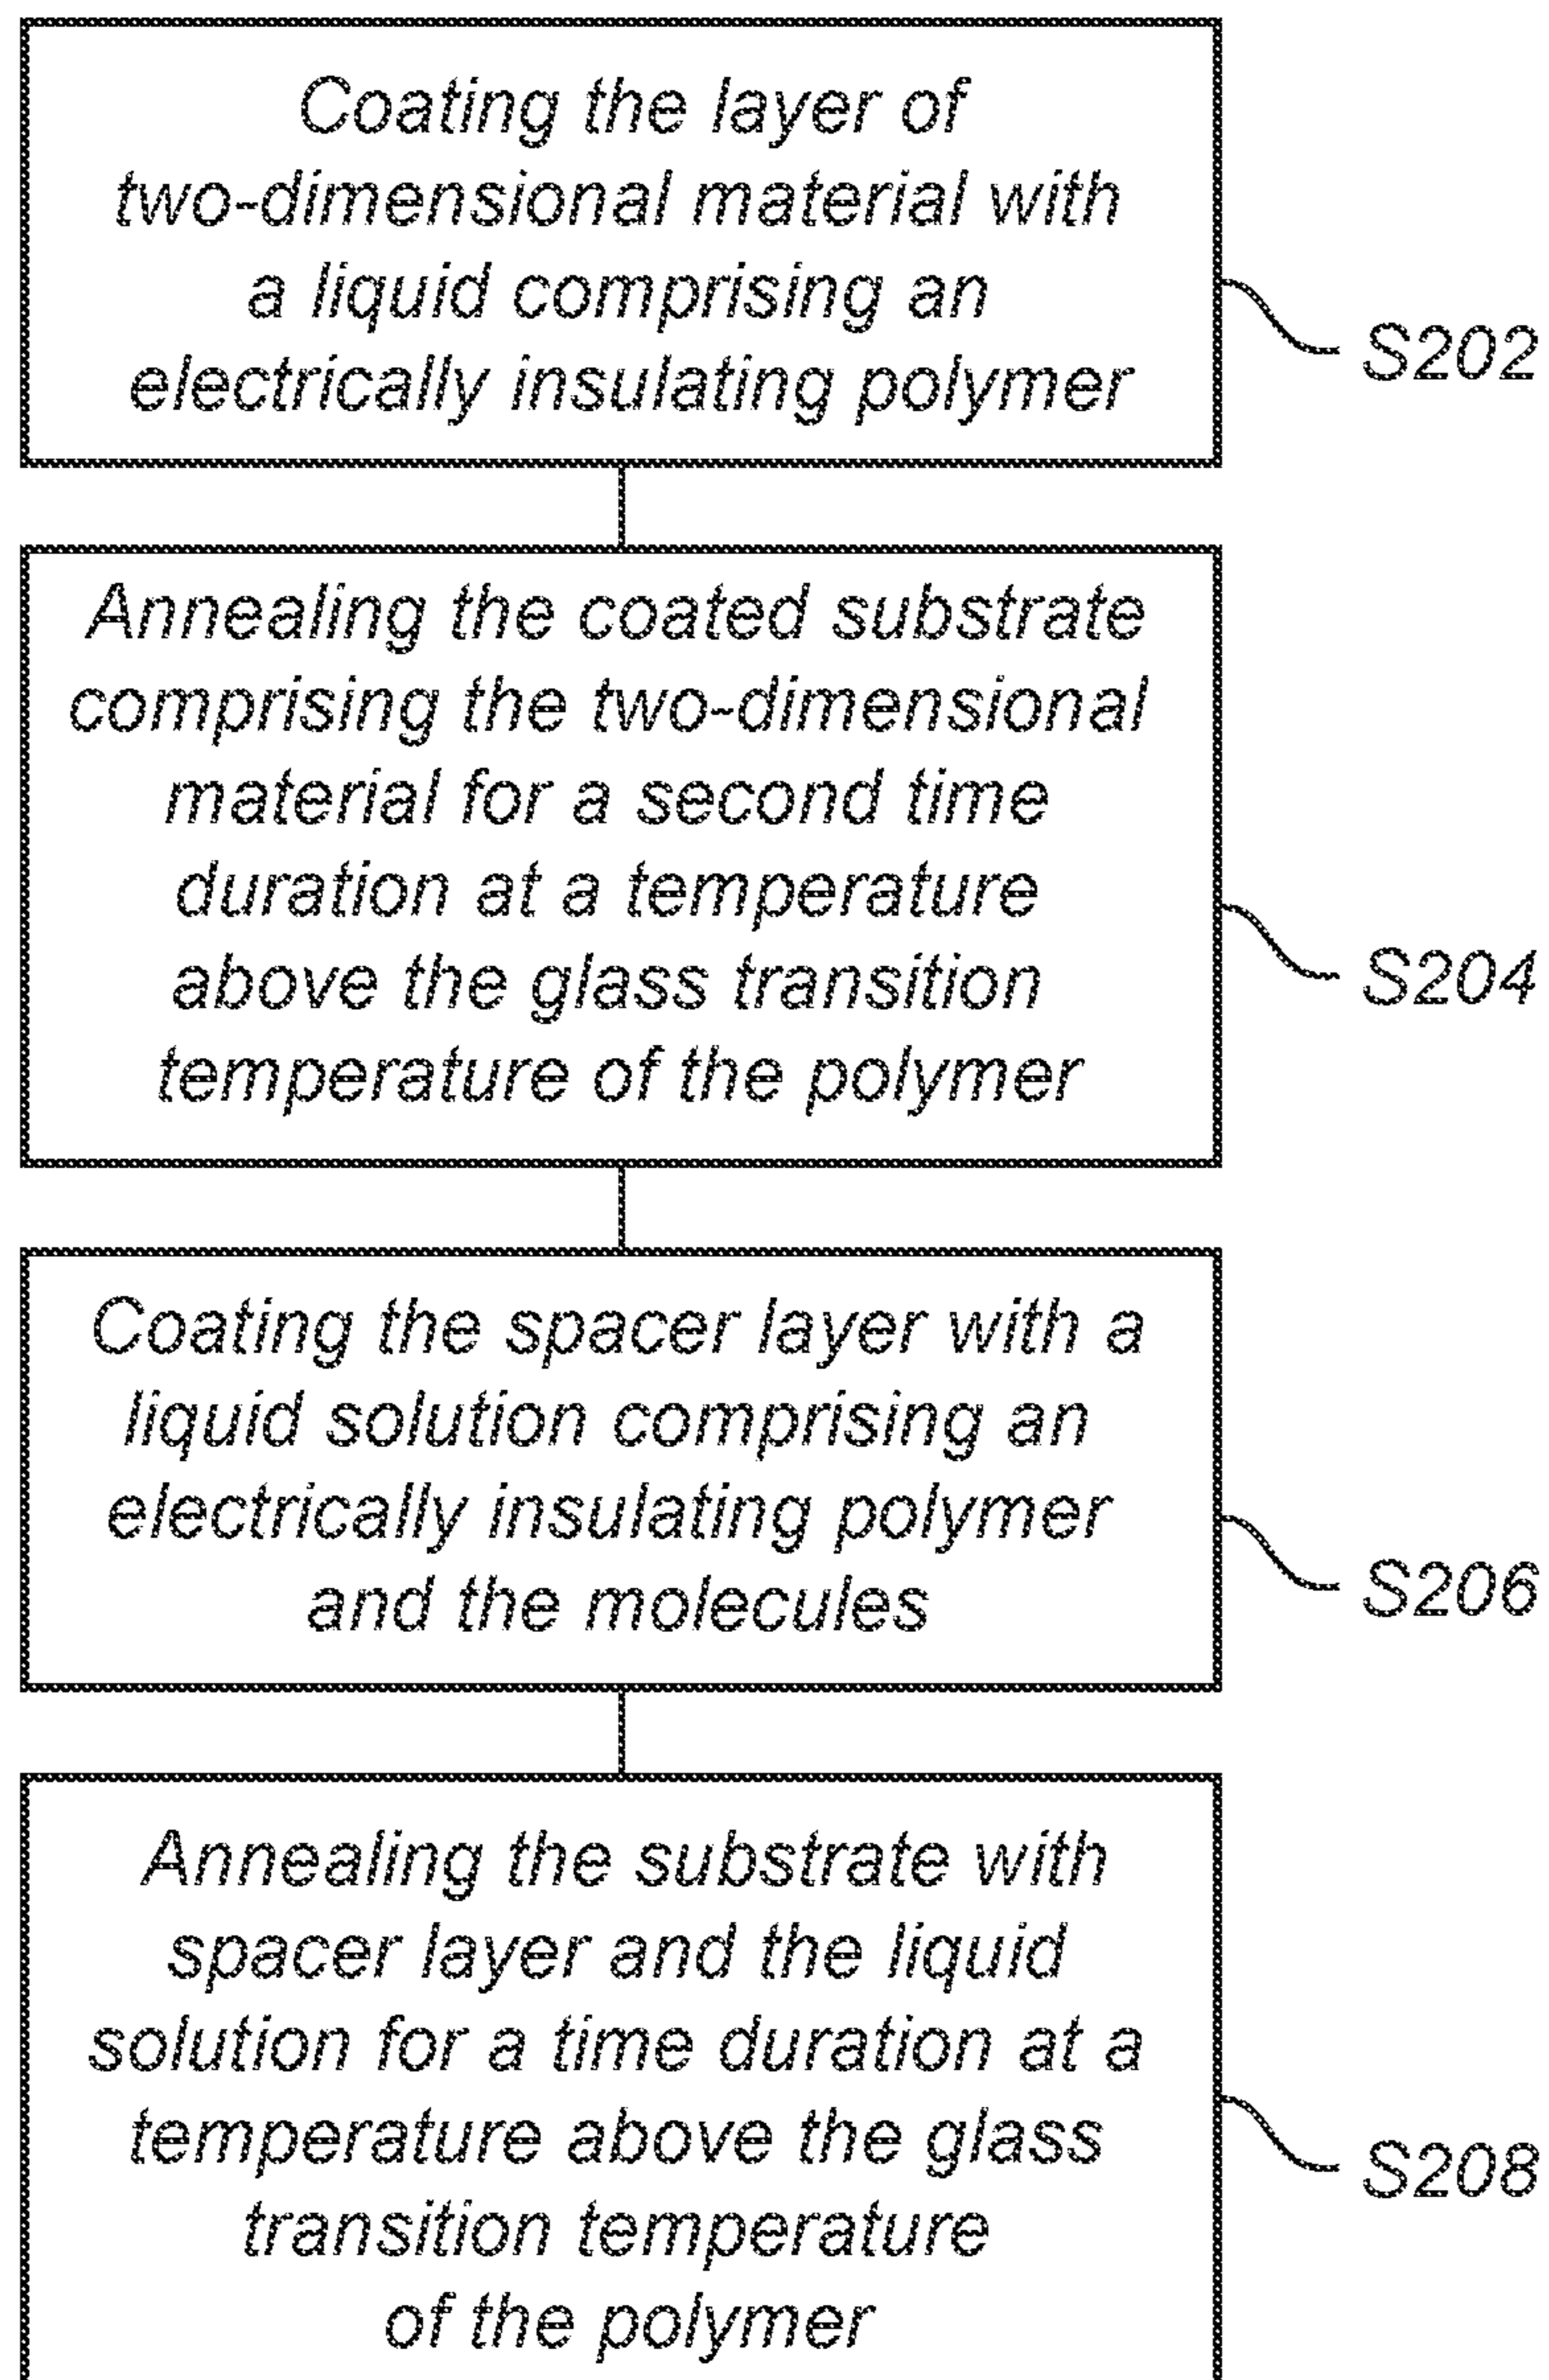 Coating the layer of
two-dimensional material with
a liquid comprising an
electrically insulating polymer
S202
Annealing the coated substrate
comprising the two-dimensional
material for a second time
duration at a temperature
above the glass transition
temperature of the polymer
S204
Coating the spacer layer with a
liquid solution comprising an
electrically insulating polymer
and the molecules
S206
Annealing the substrate with
spacer layer and the liquid
solution for a time duration at a
temperature above the glass
transition temperature
of the polymer
S208